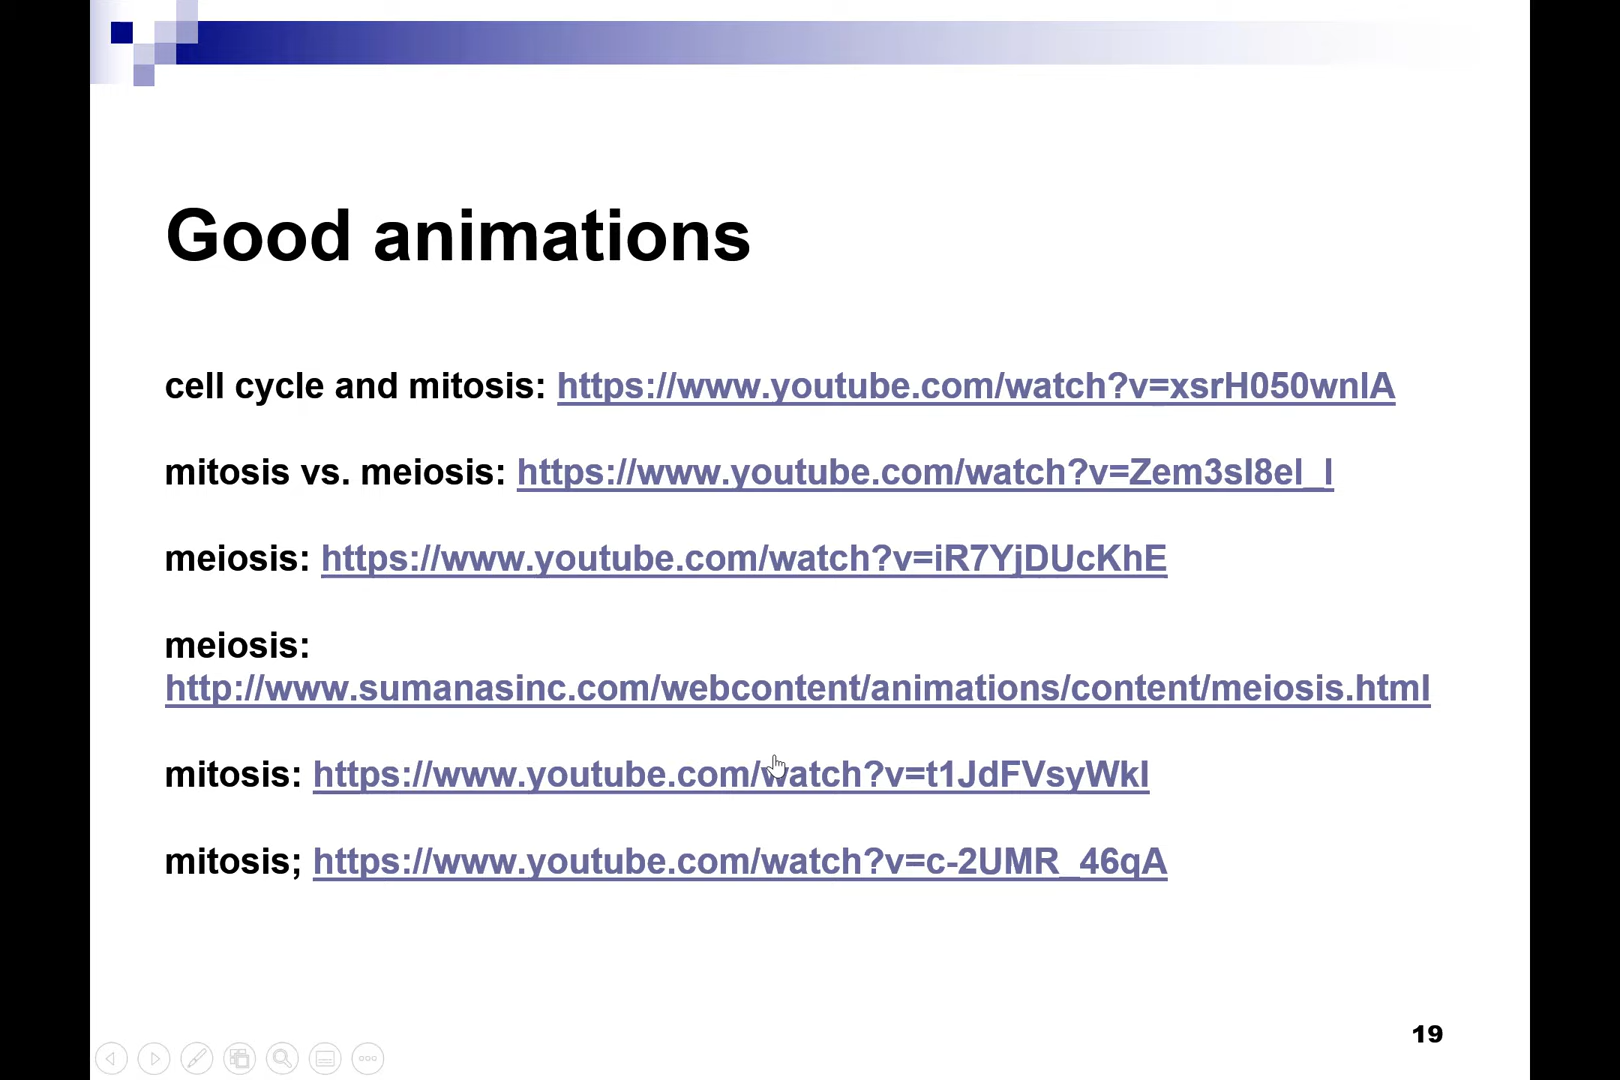 Good animations
cell cycle and mitosis: https://www.youtube.com/watch?v=xsrH050wnIA
mitosis vs. meiosis: https://www.youtube.com/watch?v=Zem3sI8eI_I
meiosis: https://www.youtube.com/watch?v=iR7YjDUcKhE
meiosis:
http://www.sumanasinc.com/webcontent/animations/content/meiosis.html
mitosis: https://www.youtube.com/watch?v=t1JdFVsyWkI
mitosis; https://www.youtube.com/watch?v=c-2UMR_46qA
19